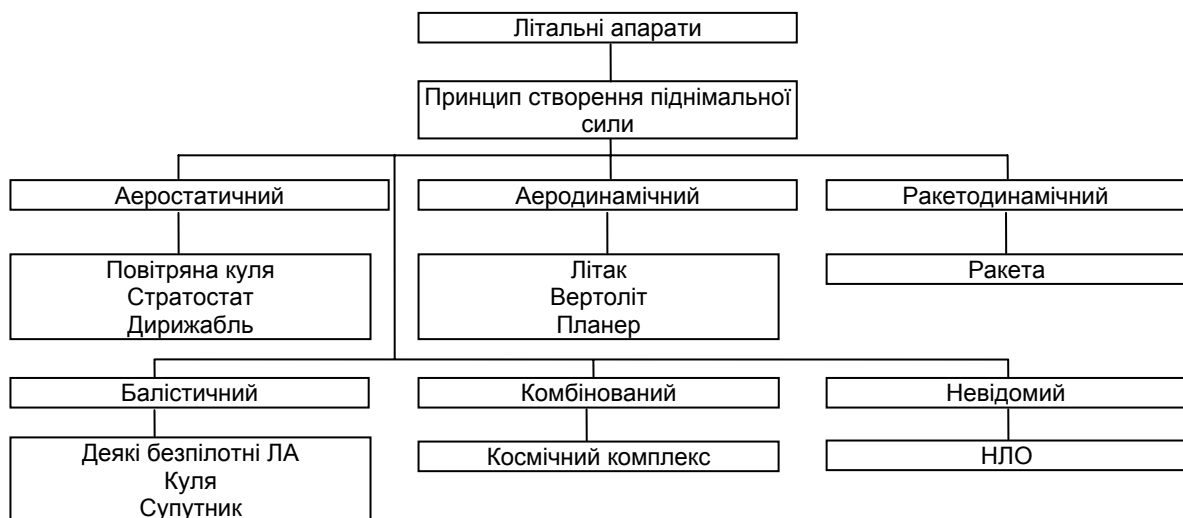 Літальні апарати
Принцип створення піднімальної
сили
Аеростатичний
Аеродинамічний
Ракетодинамічний
Повітряна куля
Стратостат
Дирижабль
Літак
Вертоліт
Планер
Ракета
Балістичний
Комбінований
Невідомий
Деякі безпілотні ЛА
Куля
Супутник
Космічний комплекс
НЛО